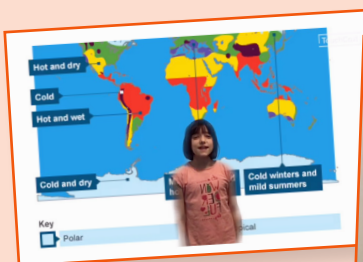 Hot and dry
Cold
Hot and wet
Cold and dry
Cold winters and
mild summers
Key
Polar